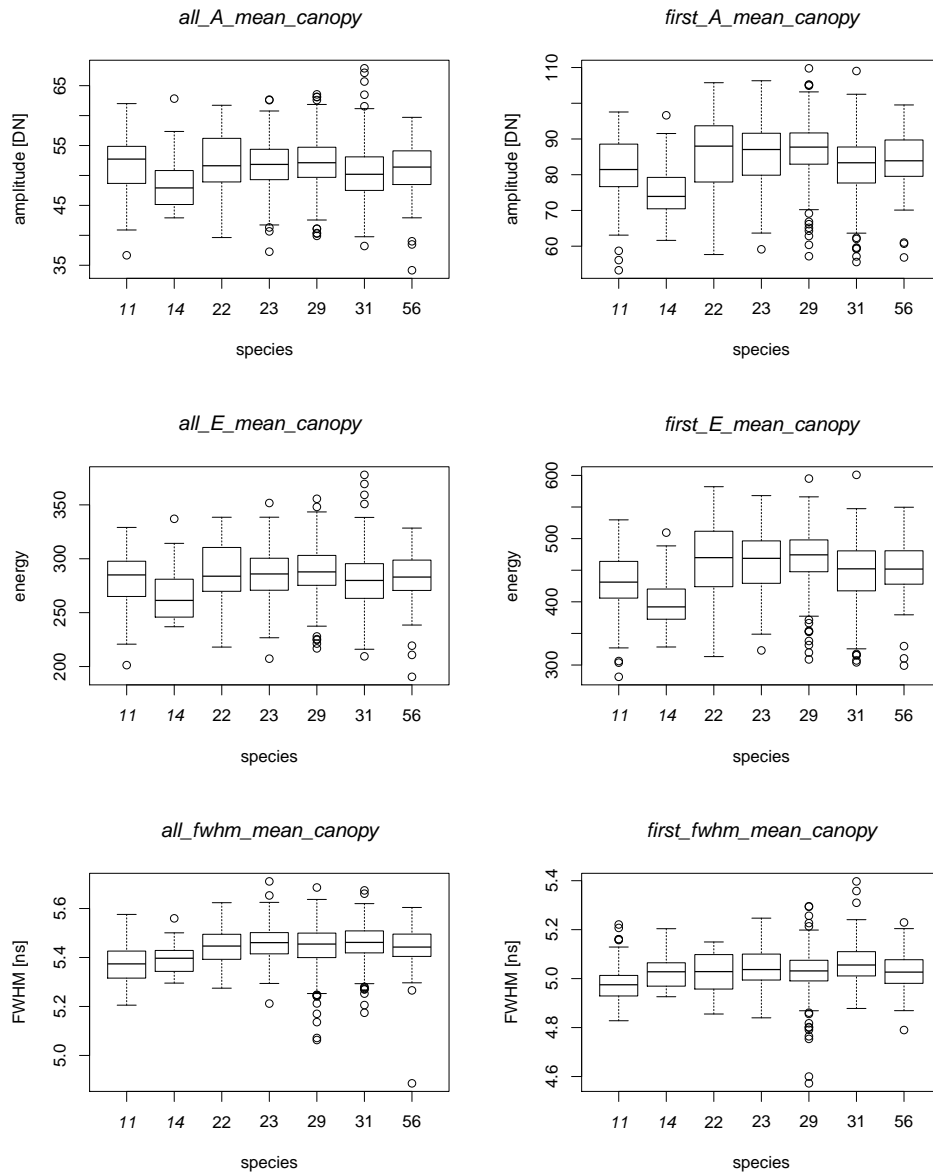 all_A_mean_canopy
first_A_mean_canopy
amplitude [DN]
35 45 55 65
11 14 22 23 29 31 56
species
amplitude [DN]
60 70 80 90 110
11 14 22 23 29 31 56
species
all_E_mean_canopy
first_E_mean_canopy
energy
200 250 300 350
11 14 22 23 29 31 56
species
energy
300 400 500 600
11 14 22 23 29 31 56
species
all_fwhm_mean_canopy
first_fwhm_mean_canopy
FWHM [ns]
5.0 5.2 5.4 5.6
11 14 22 23 29 31 56
species
FWHM [ns]
4.6 4.8 5.0 5.2 5.4
11 14 22 23 29 31 56
species